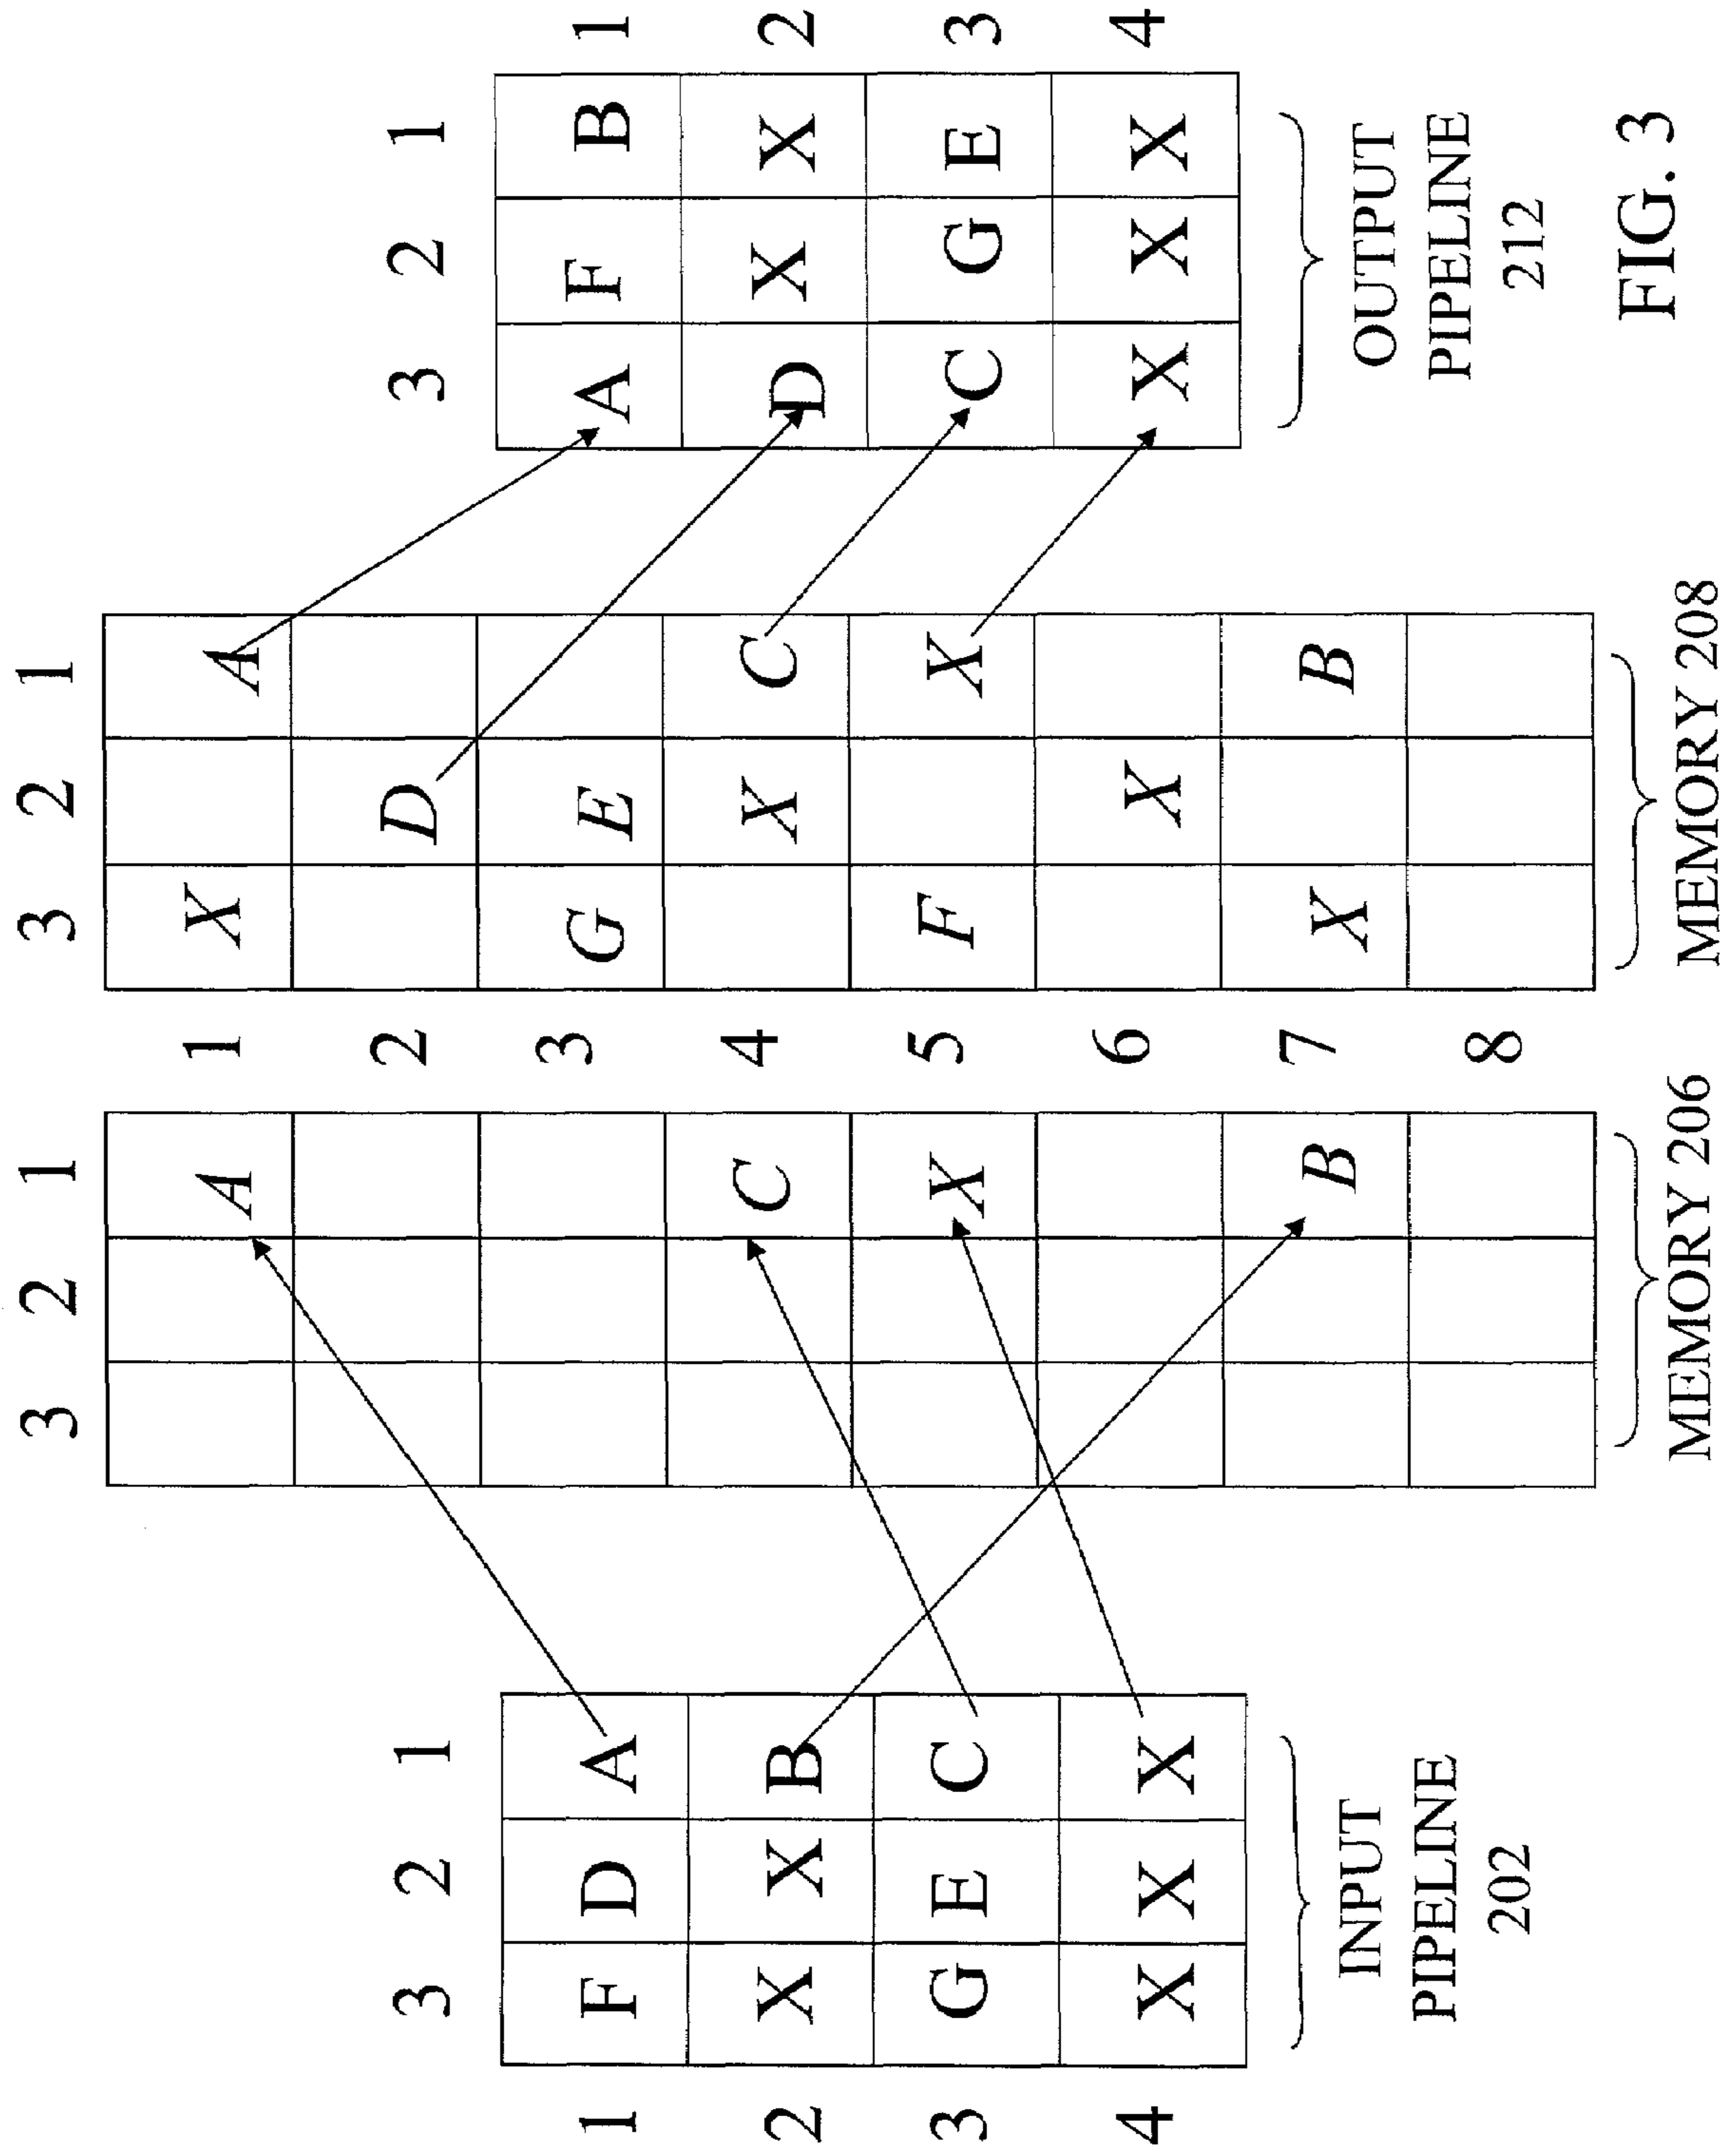 3 2 1
1 F D A
2 X X B
3 G E C
4 X X X
INPUT
PIPELINE
202
3 2 1
A
C
X
B
MEMORY 206
3 2 1
1 X A
2 D
3 G E
4 X C
5 F X
6 X
7 X B
8
MEMORY 208
3 2 1
A F B 1
D X X 2
C G E 3
X X X 4
OUTPUT
PIPELINE
212
FIG. 3